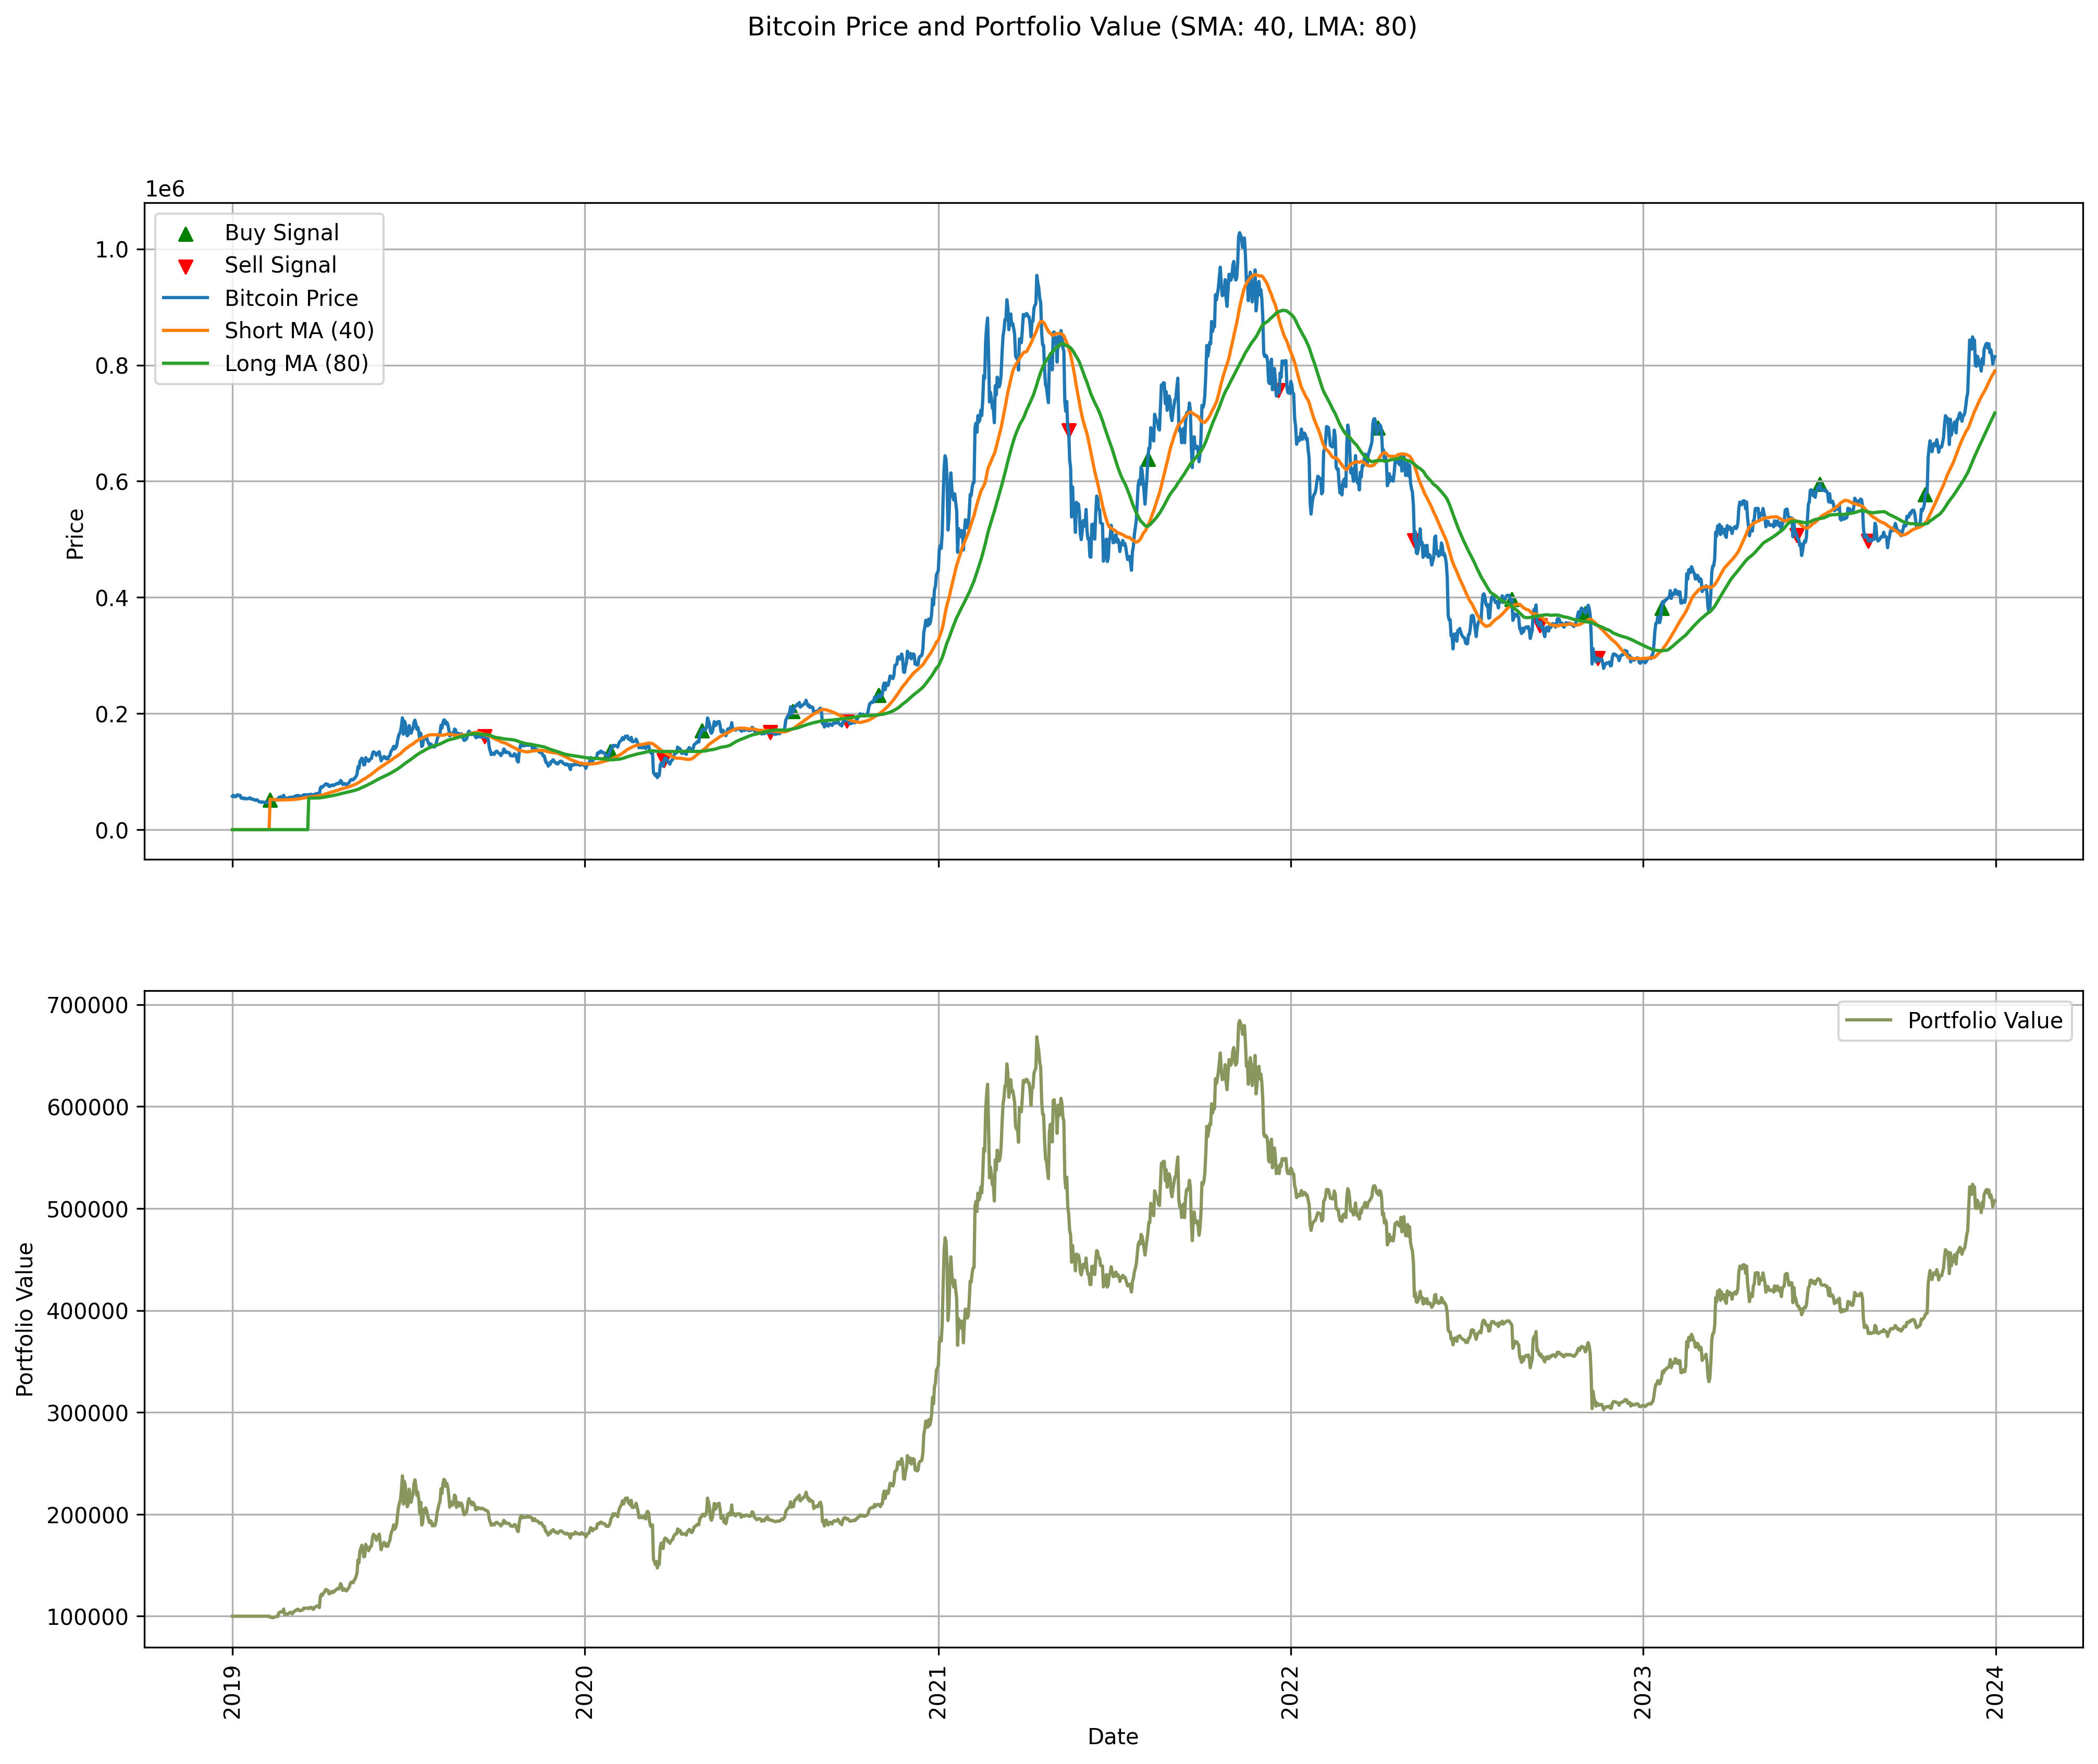 Bitcoin Price and Portfolio Value (SMA: 40, LMA: 80)
1e6
Buy Signal
Sell Signal
Bitcoin Price
Short MA (40)
Long MA (80)
1.0
0.8
0.6
0.4
0.2
0.0
Price
Portfolio Value
700000
600000
500000
400000
300000
200000
100000
Portfolio Value
2019
2020
2021
2022
2023
2024
Date